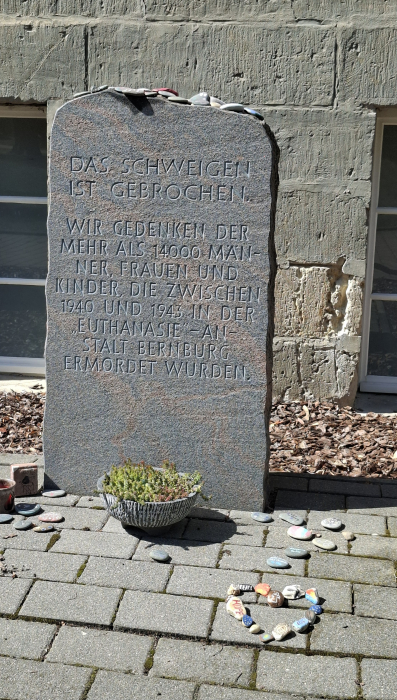 DAS SCHWEIGEN
IST GEBROCHEN.
WIR GEDENKEN DER
MEHR ALS 14000 MÄN-
NER, FRAUEN UND
KINDER, DIE ZWISCHEN
1940 UND 1943 IN DER
„EUTHANASIE"-AN-
STALT BERNBURG
ERMORDET WURDEN.